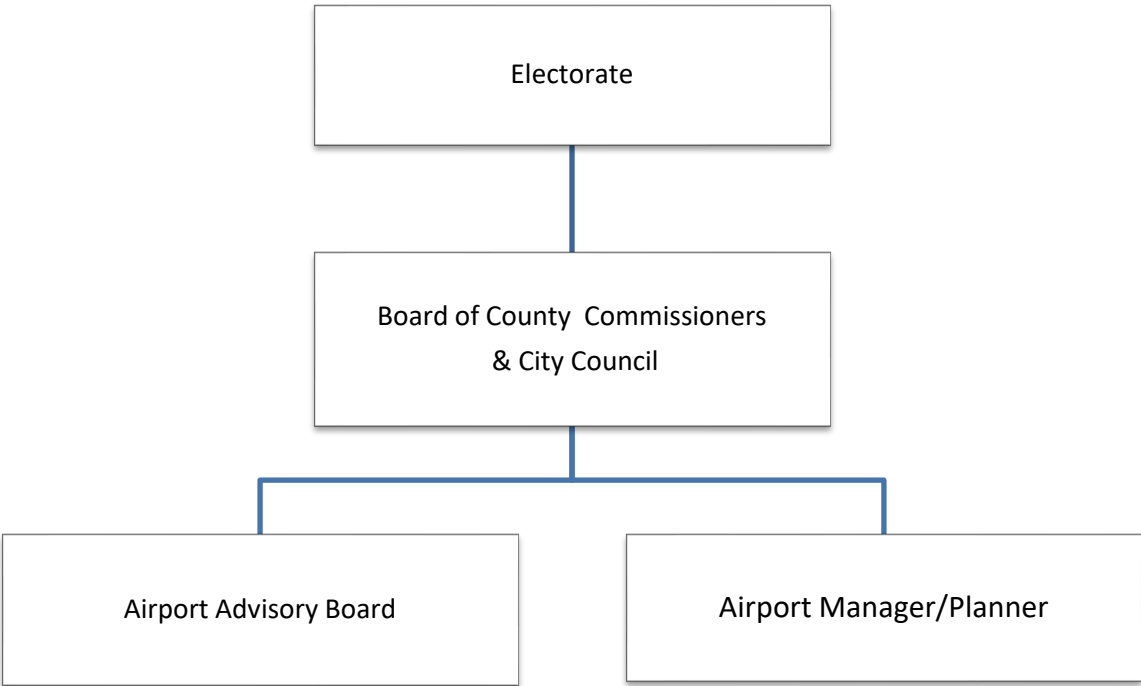 Electorate
Board of County Commissioners
& City Council
Airport Advisory Board
Airport Manager/Planner